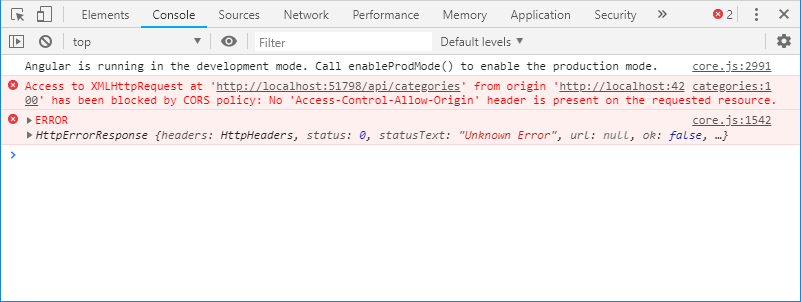 Elements Console Sources Network Performance Memory Application Security » 2
top Filter Default levels
Angular is running in the development mode. Call enableProdMode() to enable the production mode. core.js:2991
Access to XMLHttpRequest at 'http://localhost:51798/api/categories' from origin 'http://localhost:42 categories:1
00' has been blocked by CORS policy: No 'Access-Control-Allow-Origin' header is present on the requested resource.
ERROR core.js:1542
HttpErrorResponse {headers: HttpHeaders, status: 0, statusText: "Unknown Error", url: null, ok: false, …}